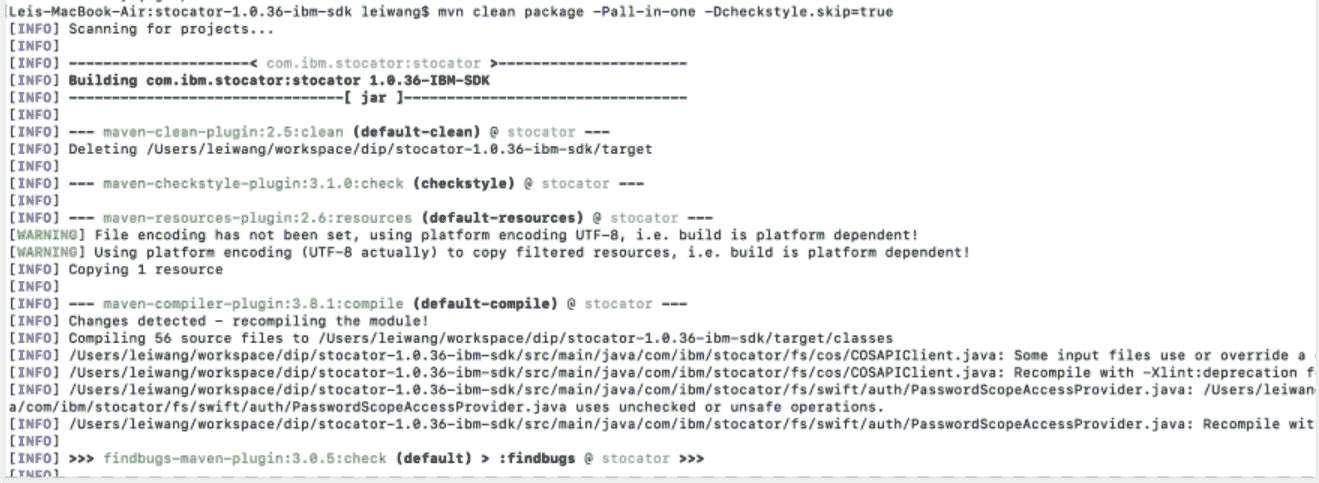 Leis-MacBook-Air:stocator-1.0.36-ibm-sdk leiwang$ mvn clean package -Pall-in-one -Dcheckstyle.skip=true
[INFO] Scanning for projects...
[INFO]
[INFO] ---------------------< com.ibm.stocator:stocator >----------------------
[INFO] Building com.ibm.stocator:stocator 1.0.36-IBM-SDK
[INFO] --------------------------------[ jar ]---------------------------------
[INFO]
[INFO] --- maven-clean-plugin:2.5:clean (default-clean) @ stocator ---
[INFO] Deleting /Users/leiwang/workspace/dip/stocator-1.0.36-ibm-sdk/target
[INFO]
[INFO] --- maven-checkstyle-plugin:3.1.0:check (checkstyle) @ stocator ---
[INFO]
[INFO] --- maven-resources-plugin:2.6:resources (default-resources) @ stocator ---
[WARNING] File encoding has not been set, using platform encoding UTF-8, i.e. build is platform dependent!
[WARNING] Using platform encoding (UTF-8 actually) to copy filtered resources, i.e. build is platform dependent!
[INFO] Copying 1 resource
[INFO]
[INFO] --- maven-compiler-plugin:3.8.1:compile (default-compile) @ stocator ---
[INFO] Changes detected - recompiling the module!
[INFO] Compiling 56 source files to /Users/leiwang/workspace/dip/stocator-1.0.36-ibm-sdk/target/classes
[INFO] /Users/leiwang/workspace/dip/stocator-1.0.36-ibm-sdk/src/main/java/com/ibm/stocator/fs/cos/COSAPIClient.java: Some input files use or override a
[INFO] /Users/leiwang/workspace/dip/stocator-1.0.36-ibm-sdk/src/main/java/com/ibm/stocator/fs/cos/COSAPIClient.java: Recompile with -Xlint:deprecation f
[INFO] /Users/leiwang/workspace/dip/stocator-1.0.36-ibm-sdk/src/main/java/com/ibm/stocator/fs/swift/auth/PasswordScopeAccessProvider.java: /Users/leiwan
a/com/ibm/stocator/fs/swift/auth/PasswordScopeAccessProvider.java uses unchecked or unsafe operations.
[INFO] /Users/leiwang/workspace/dip/stocator-1.0.36-ibm-sdk/src/main/java/com/ibm/stocator/fs/swift/auth/PasswordScopeAccessProvider.java: Recompile wit
[INFO]
[INFO] >>> findbugs-maven-plugin:3.0.5:check (default) > :findbugs @ stocator >>>
[INFO]